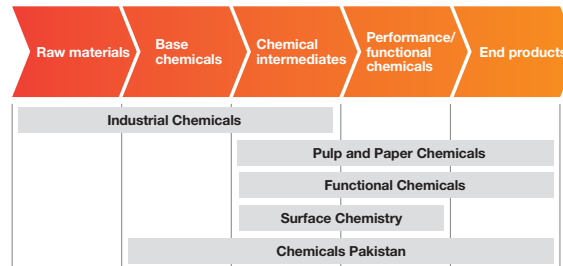 Raw materials
Base
chemicals
Chemical
intermediates
Performance/
functional
chemicals
End products
Industrial Chemicals
Pulp and Paper Chemicals
Functional Chemicals
Surface Chemistry
Chemicals Pakistan